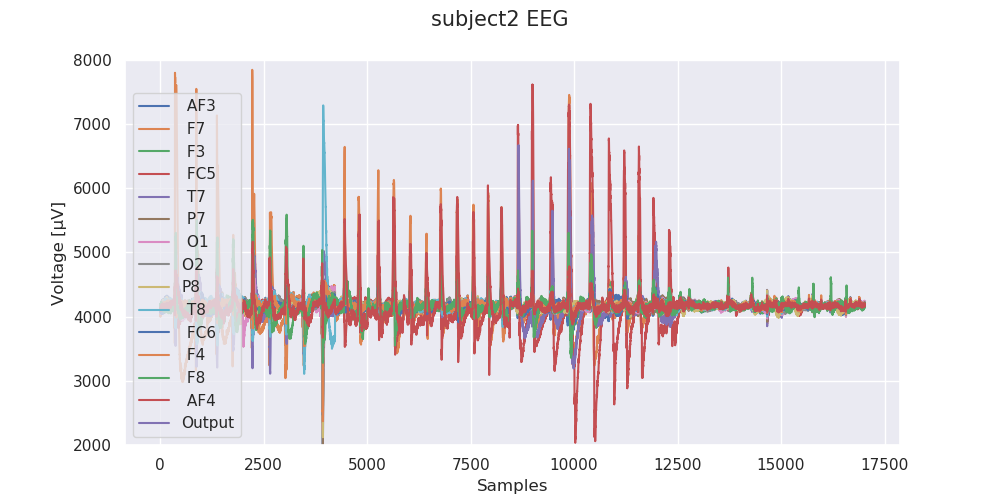 subject2 EEG
8000
7000
6000
5000
4000
3000
2000
Voltage [µV]
AF3
F7
F3
FC5
T7
P7
O1
O2
P8
T8
FC6
F4
F8
AF4
Output
0 2500 5000 7500 10000 12500 15000 17500
Samples